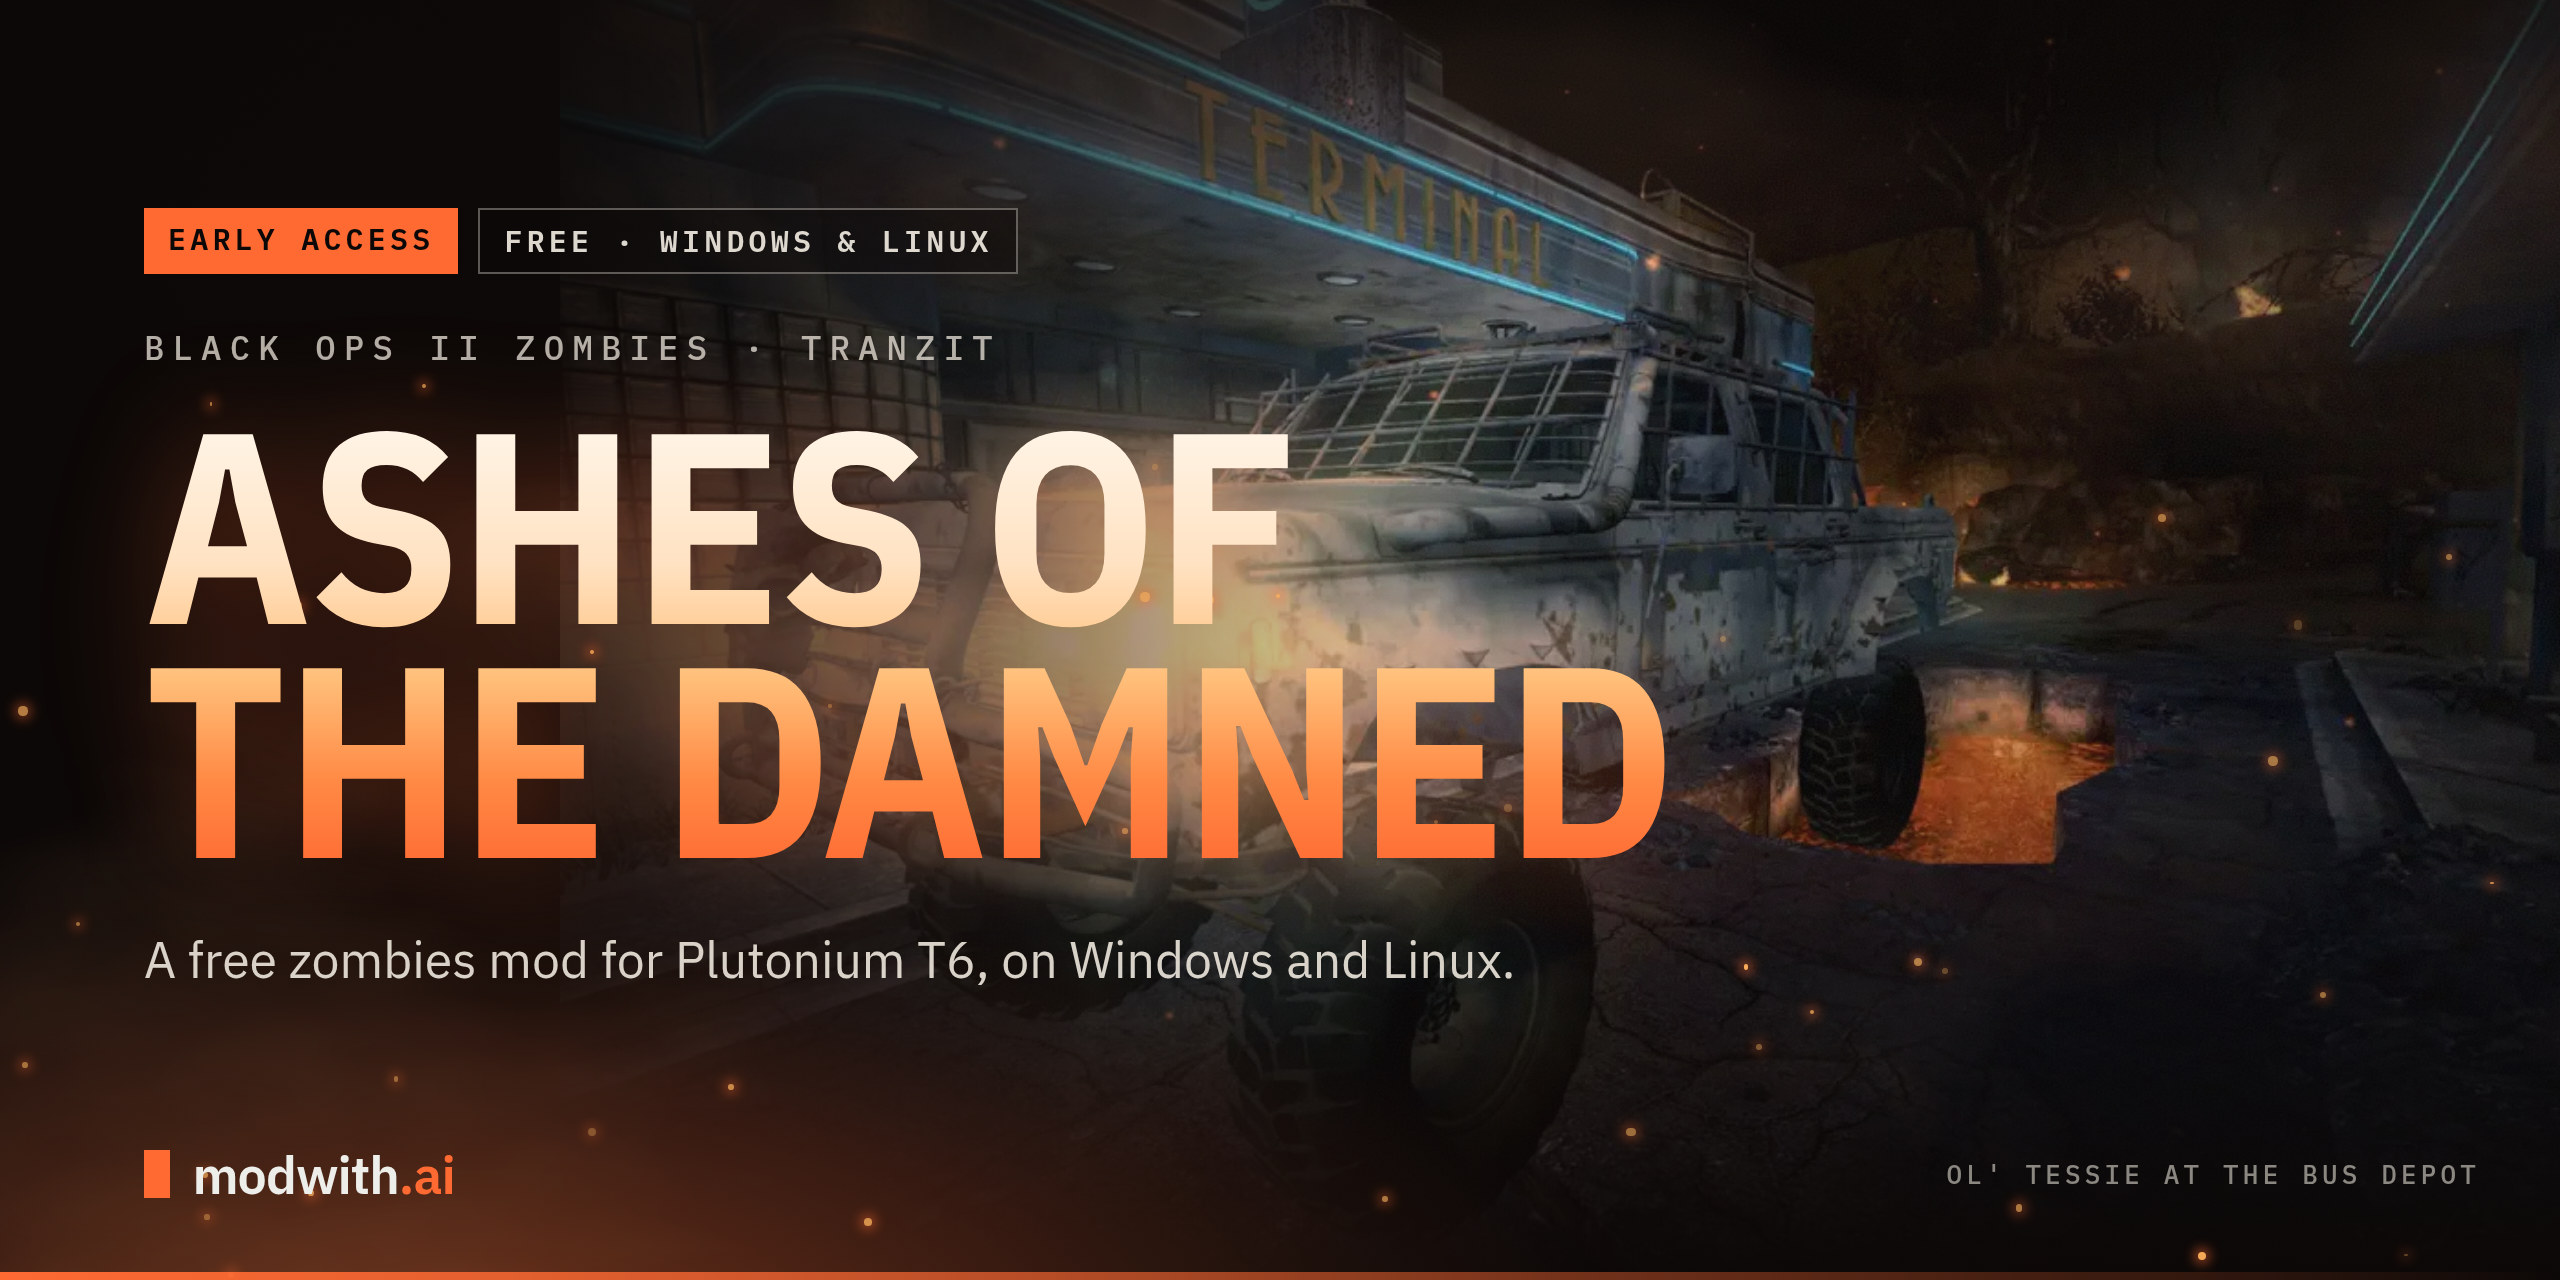 TERMINAL
EARLY ACCESS
FREE · WINDOWS & LINUX
BLACK OPS II ZOMBIES · TRANZIT
ASHES OF
THE DAMNED
A free zombies mod for Plutonium T6, on Windows and Linux.
modwith.ai
OL' TESSIE AT THE BUS DEPOT